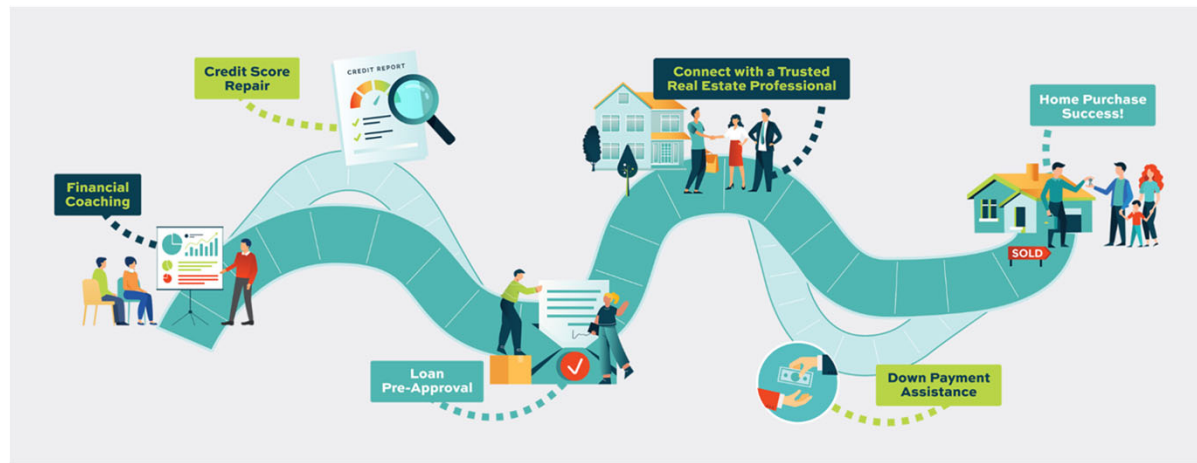 Financial
Coaching
Credit Score
Repair
CREDIT REPORT
Loan
Pre-Approval
Connect with a Trusted
Real Estate Professional
Down Payment
Assistance
Home Purchase
Success!
SOLD